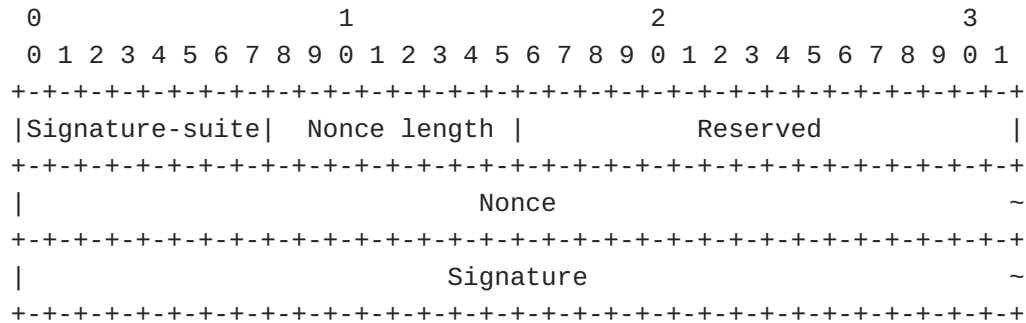 0                   1                   2                   3
 0 1 2 3 4 5 6 7 8 9 0 1 2 3 4 5 6 7 8 9 0 1 2 3 4 5 6 7 8 9 0 1
+-+-+-+-+-+-+-+-+-+-+-+-+-+-+-+-+-+-+-+-+-+-+-+-+-+-+-+-+-+-+-+-+
|Signature-suite|  Nonce length |           Reserved            |
+-+-+-+-+-+-+-+-+-+-+-+-+-+-+-+-+-+-+-+-+-+-+-+-+-+-+-+-+-+-+-+-+
|                             Nonce                             ~
+-+-+-+-+-+-+-+-+-+-+-+-+-+-+-+-+-+-+-+-+-+-+-+-+-+-+-+-+-+-+-+-+
|                           Signature                           ~
+-+-+-+-+-+-+-+-+-+-+-+-+-+-+-+-+-+-+-+-+-+-+-+-+-+-+-+-+-+-+-+-+